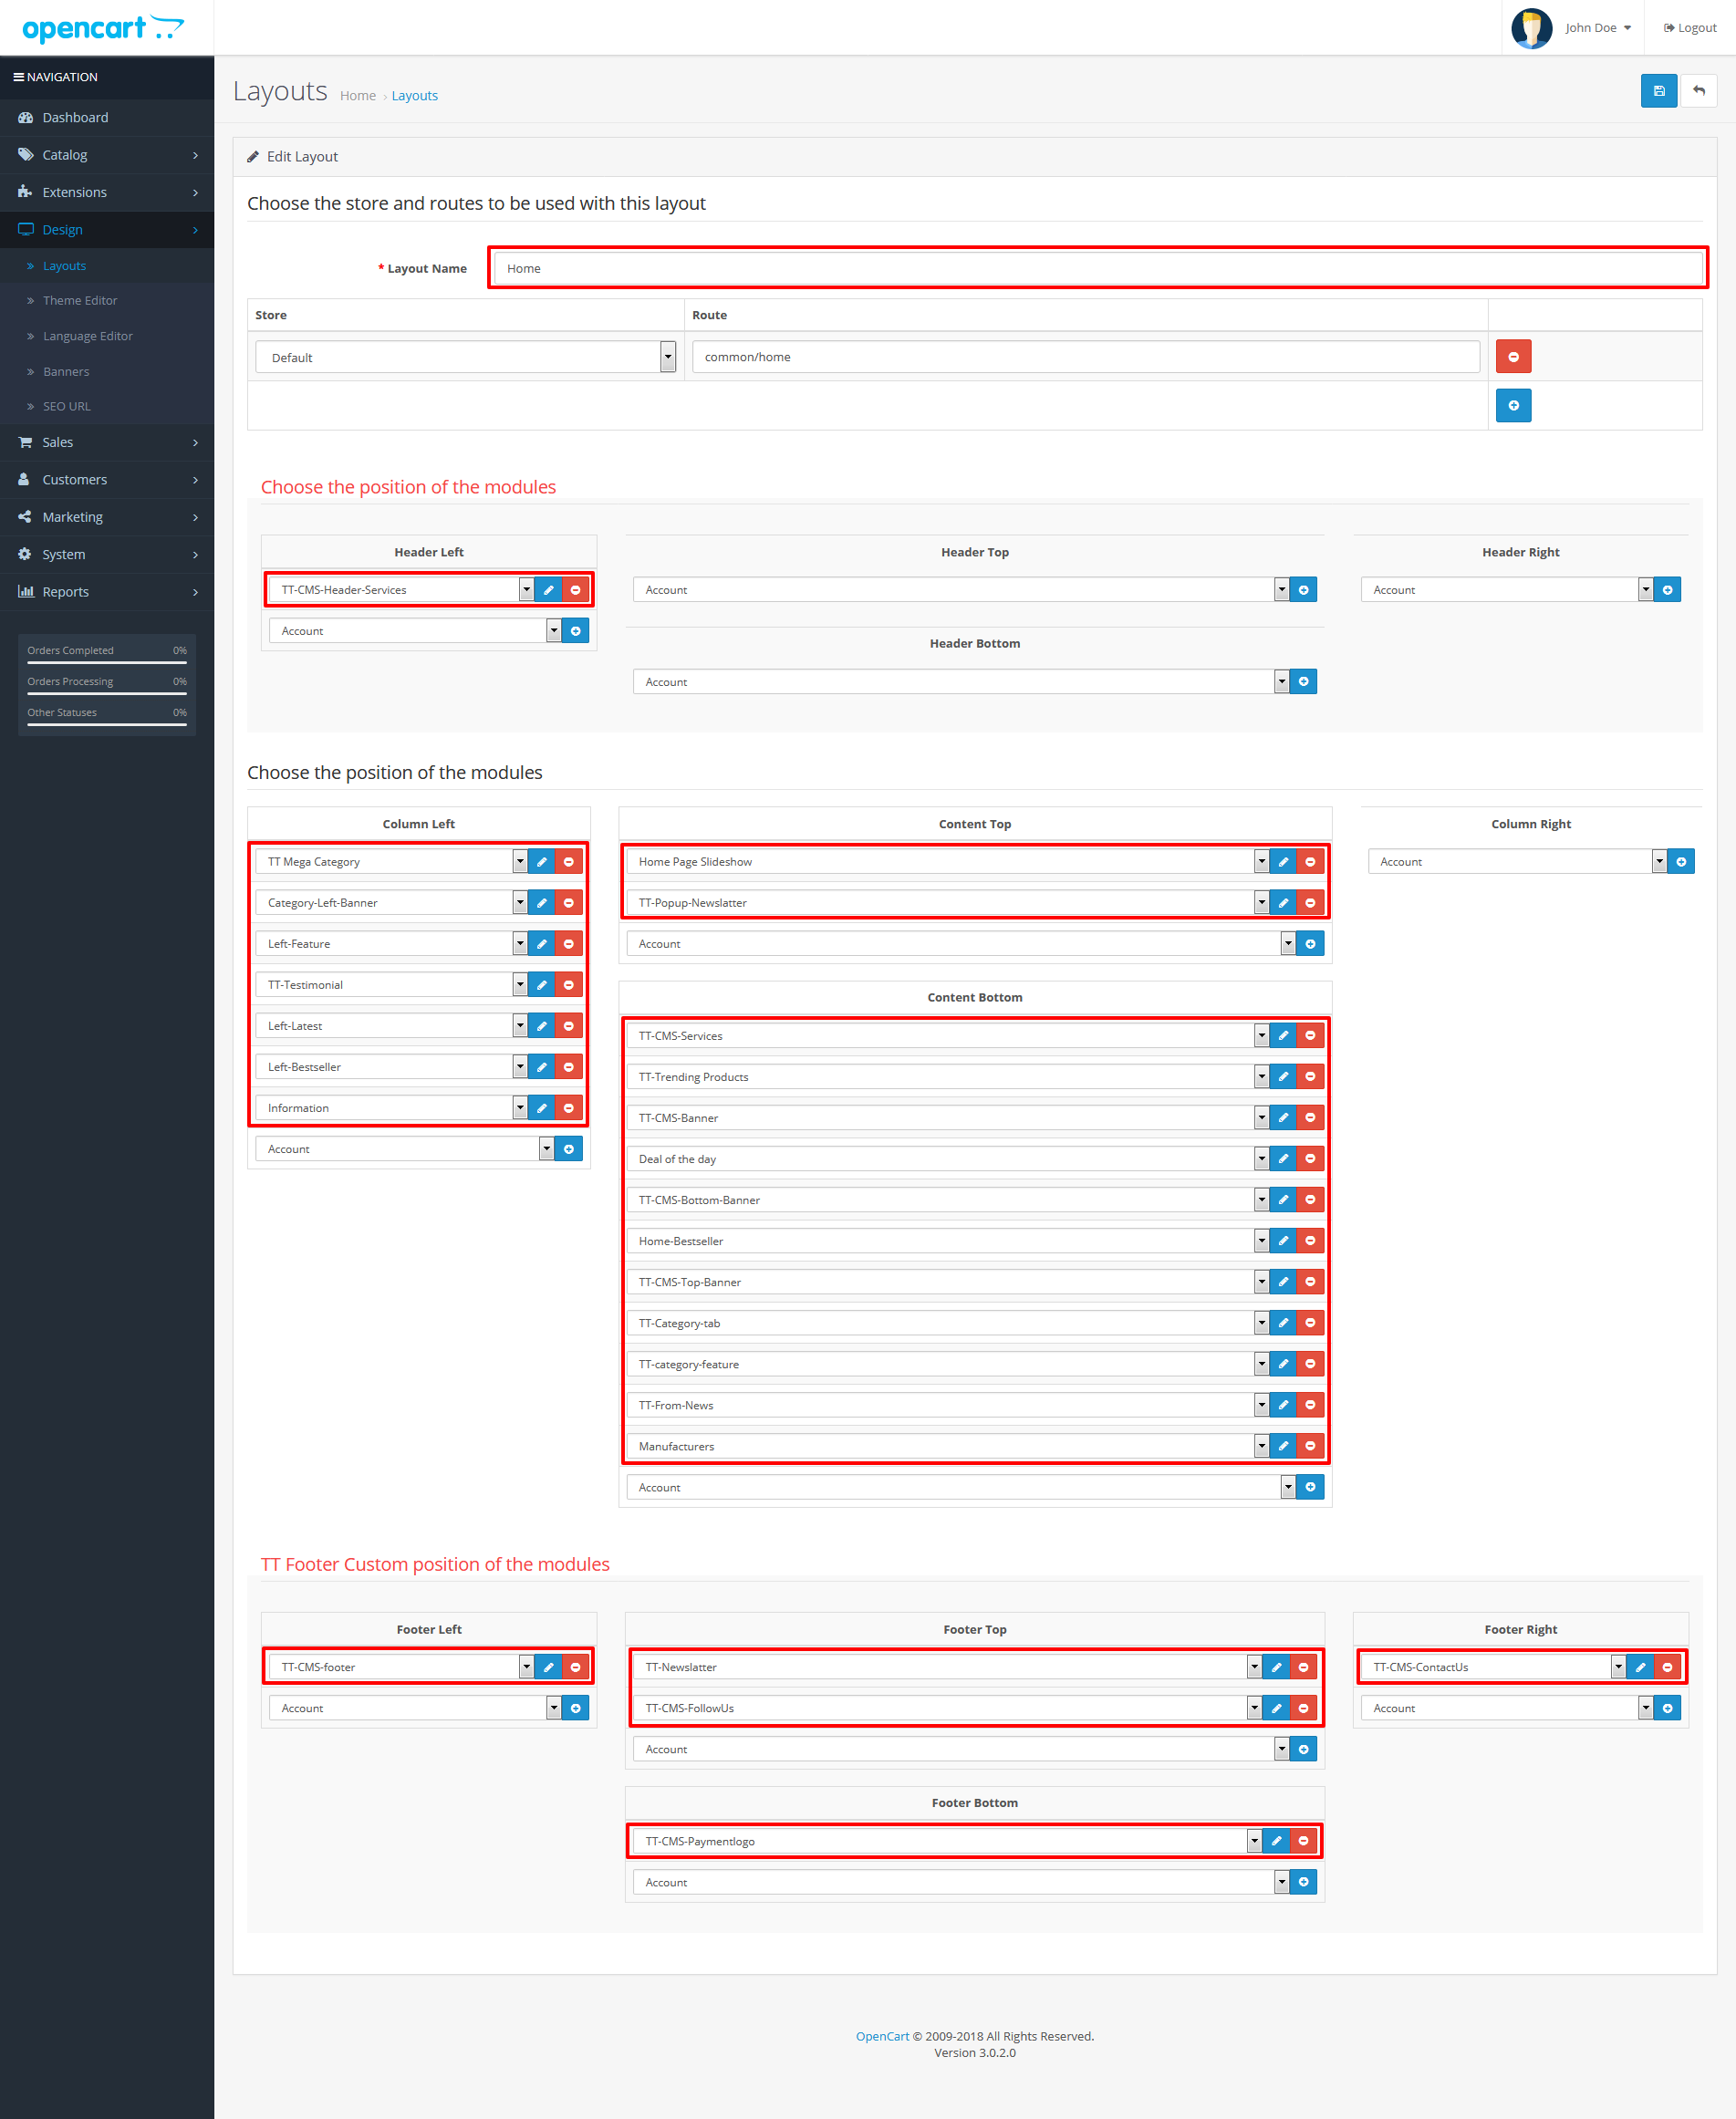 opencart
John Doe
Logout
NAVIGATION
Dashboard
Catalog
Extensions
Design
Layouts
Theme Editor
Language Editor
Banners
SEO URL
Sales
Customers
Marketing
System
Reports
Orders Completed 0%
Orders Processing 0%
Other Statuses 0%
Layouts Home › Layouts
Edit Layout
Choose the store and routes to be used with this layout
* Layout Name Home
Store Route
Default common/home
Choose the position of the modules
Header Left
TT-CMS-Header-Services
Account
Header Top
Account
Header Bottom
Account
Header Right
Account
Choose the position of the modules
Column Left
TT Mega Category
Category-Left-Banner
Left-Feature
TT-Testimonial
Left-Latest
Left-Bestseller
Information
Account
Content Top
Home Page Slideshow
TT-Popup-Newslatter
Account
Content Bottom
TT-CMS-Services
TT-Trending Products
TT-CMS-Banner
Deal of the day
TT-CMS-Bottom-Banner
Home-Bestseller
TT-CMS-Top-Banner
TT-Category-tab
TT-category-feature
TT-From-News
Manufacturers
Account
Column Right
Account
TT Footer Custom position of the modules
Footer Left
TT-CMS-footer
Account
Footer Top
TT-Newslatter
TT-CMS-FollowUs
Account
Footer Bottom
TT-CMS-Paymentlogo
Account
Footer Right
TT-CMS-ContactUs
Account
OpenCart © 2009-2018 All Rights Reserved.
Version 3.0.2.0